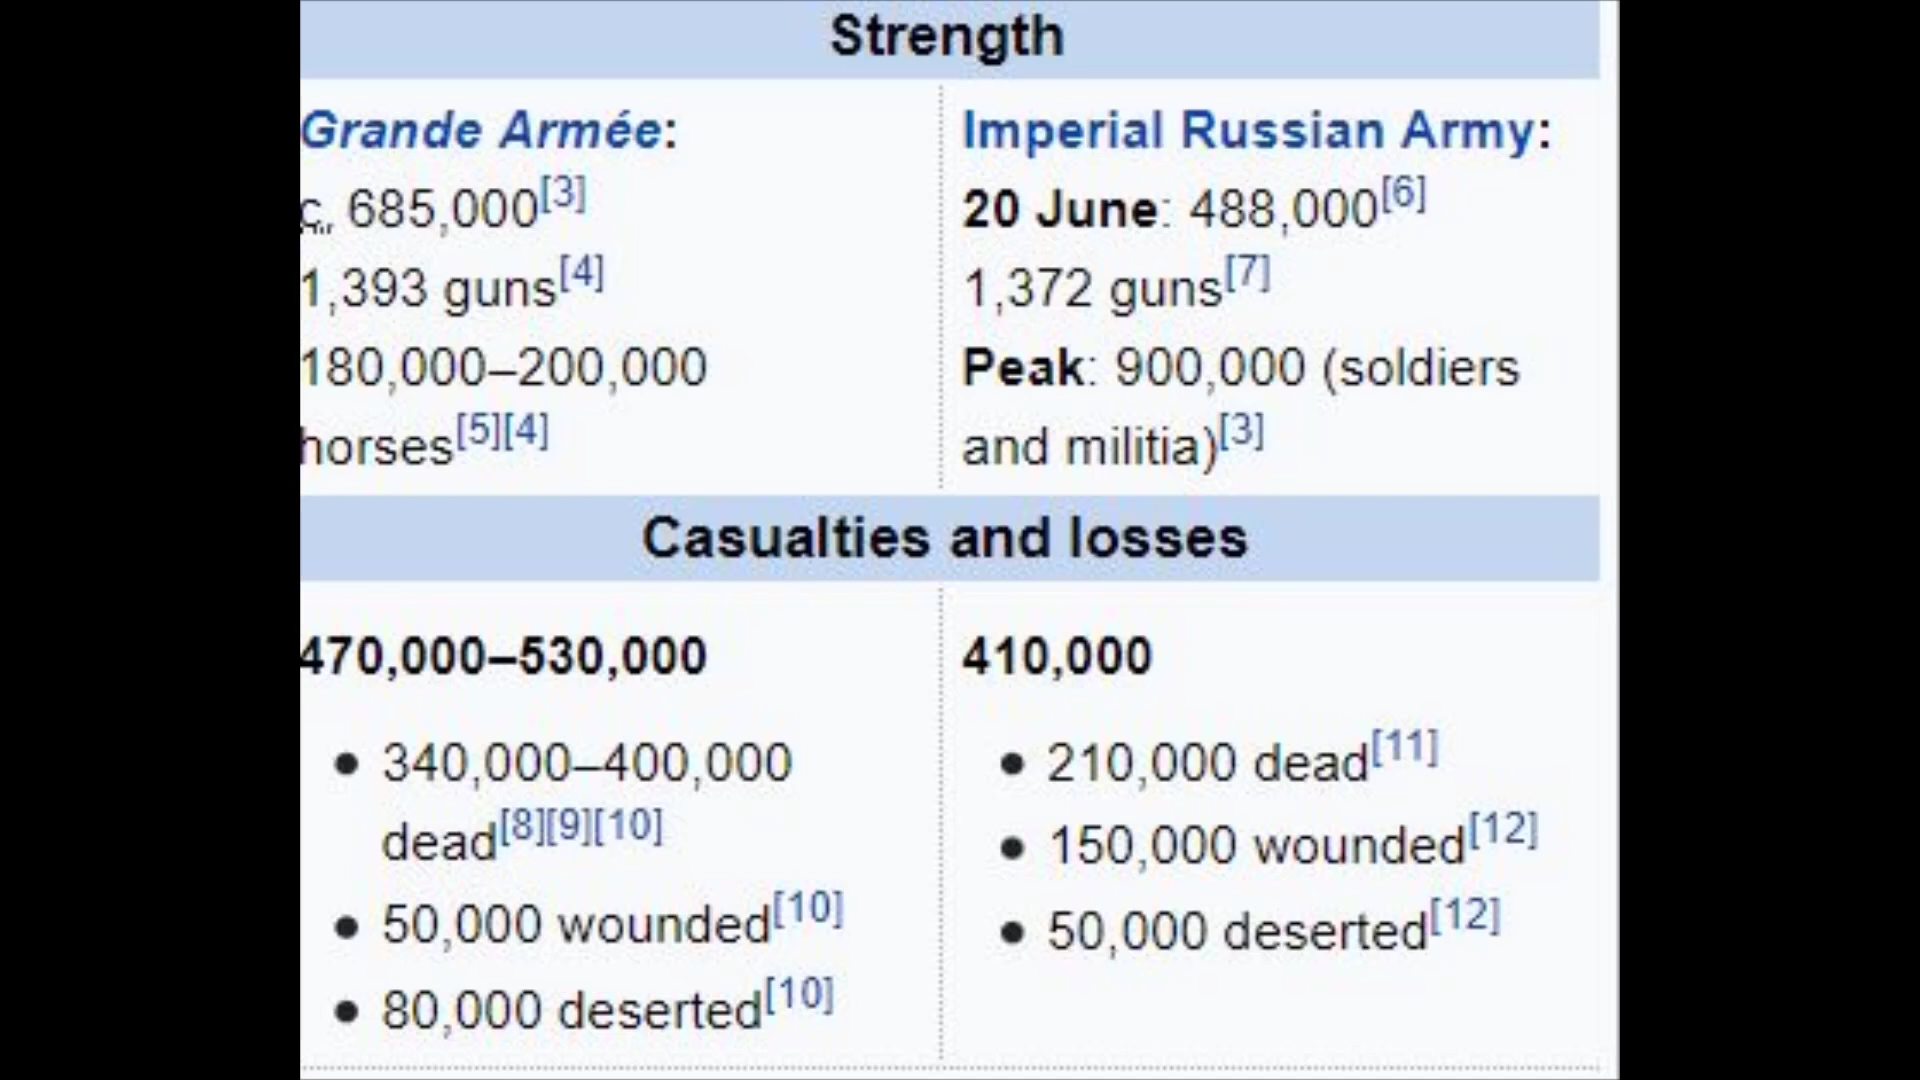 Strength
Grande Armée:
c. 685,000[3]
1,393 guns[4]
180,000–200,000
horses[5][4]
Imperial Russian Army:
20 June: 488,000[6]
1,372 guns[7]
Peak: 900,000 (soldiers
and militia)[3]
Casualties and losses
470,000–530,000
• 340,000–400,000
dead[8][9][10]
• 50,000 wounded[10]
• 80,000 deserted[10]
410,000
• 210,000 dead[11]
• 150,000 wounded[12]
• 50,000 deserted[12]